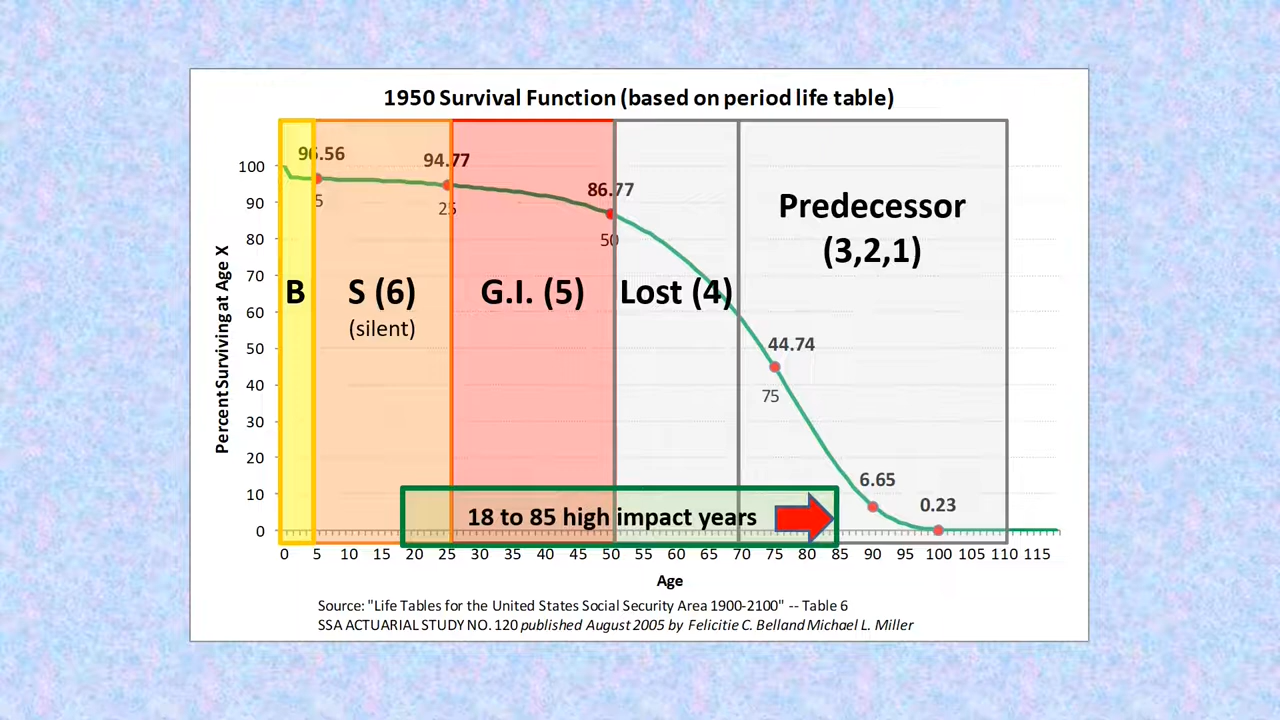 1950 Survival Function (based on period life table)
96.56
94.77
86.77
5
25
50
Predecessor
(3,2,1)
B
S (6)
(silent)
G.I. (5)
Lost (4)
44.74
75
6.65
0.23
100
90
80
70
60
50
40
30
20
10
0
Percent Surviving at Age X
18 to 85 high impact years
0 5 10 15 20 25 30 35 40 45 50 55 60 65 70 75 80 85 90 95 100 105 110 115
Age
Source: "Life Tables for the United States Social Security Area 1900-2100" -- Table 6
SSA ACTUARIAL STUDY NO. 120 published August 2005 by Felicitie C. Bell and Michael L. Miller